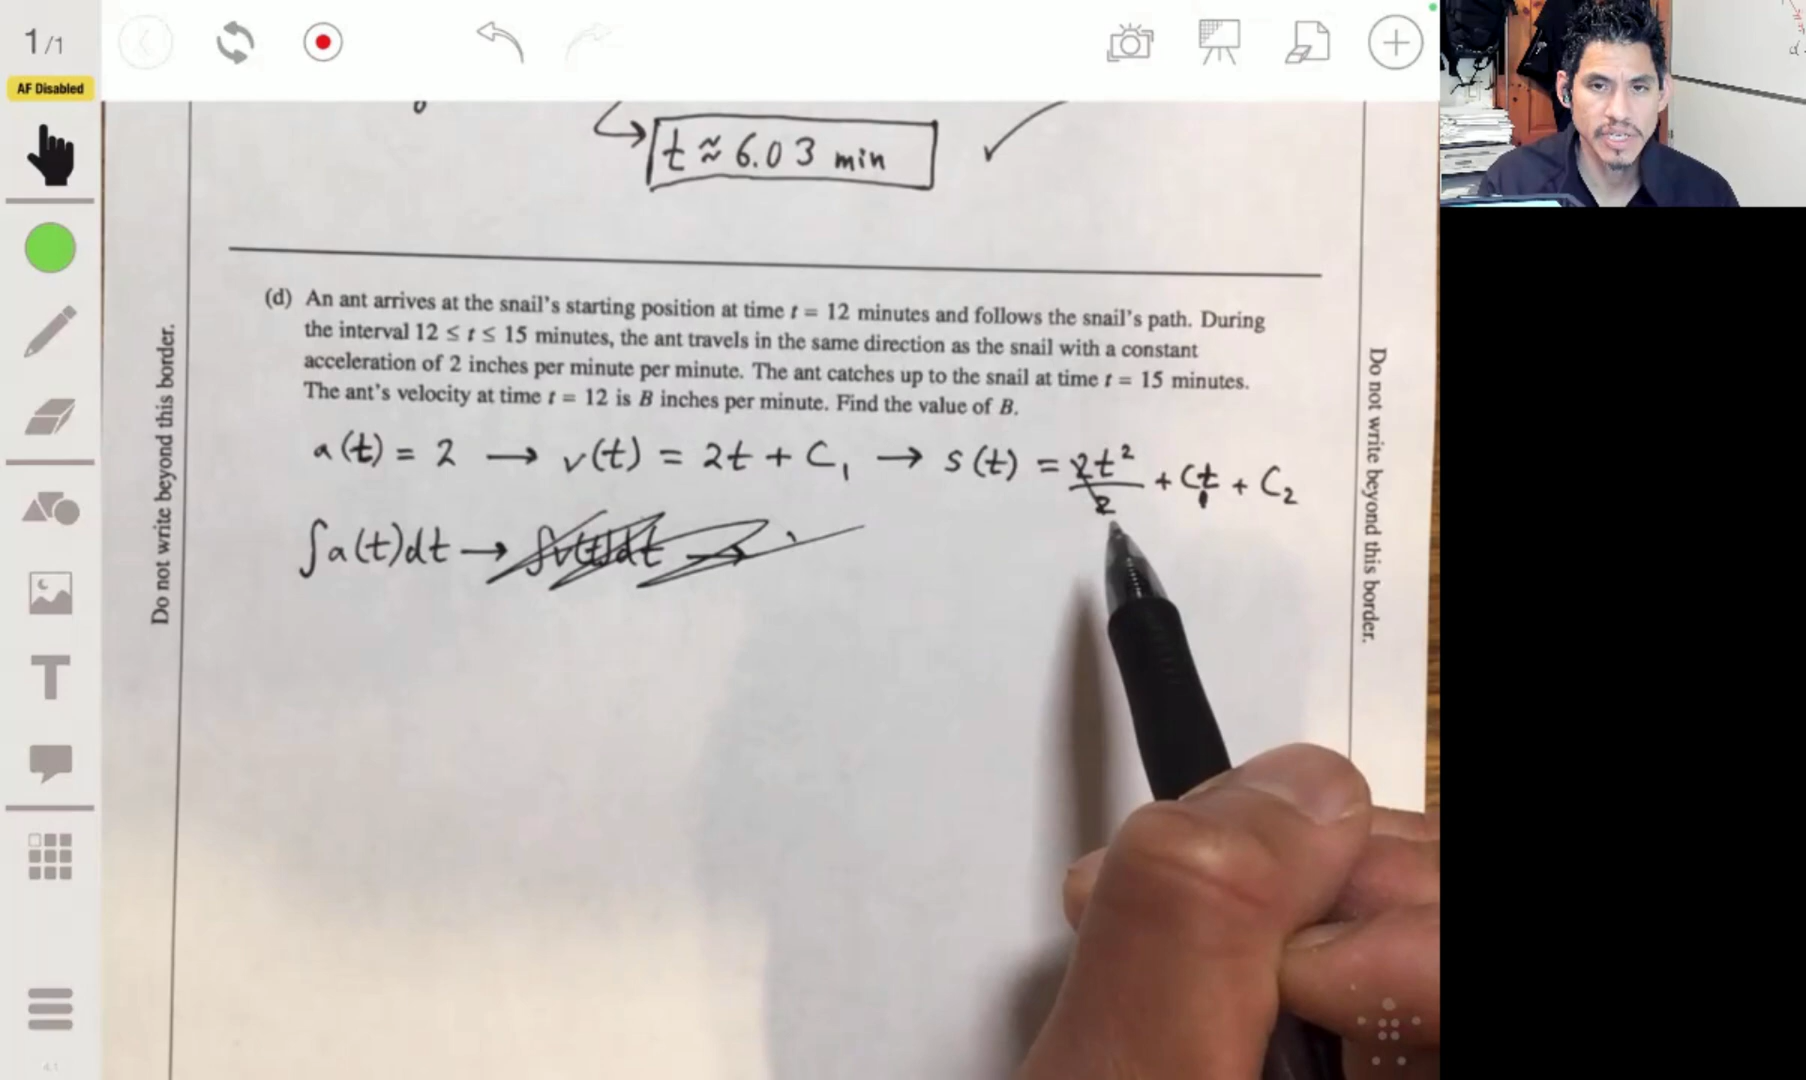 1/1
AF Disabled
t ≈ 6.03 min
(d) An ant arrives at the snail's starting position at time t = 12 minutes and follows the snail's path. During
the interval 12 ≤ t ≤ 15 minutes, the ant travels in the same direction as the snail with a constant
acceleration of 2 inches per minute per minute. The ant catches up to the snail at time t = 15 minutes.
The ant's velocity at time t = 12 is B inches per minute. Find the value of B.
a(t) = 2 → v(t) = 2t + C₁ → s(t) = 2t²/2 + C₁t + C₂
∫a(t)dt → ∫v(t)dt →
Do not write beyond this border.
Do not write beyond this border.
T